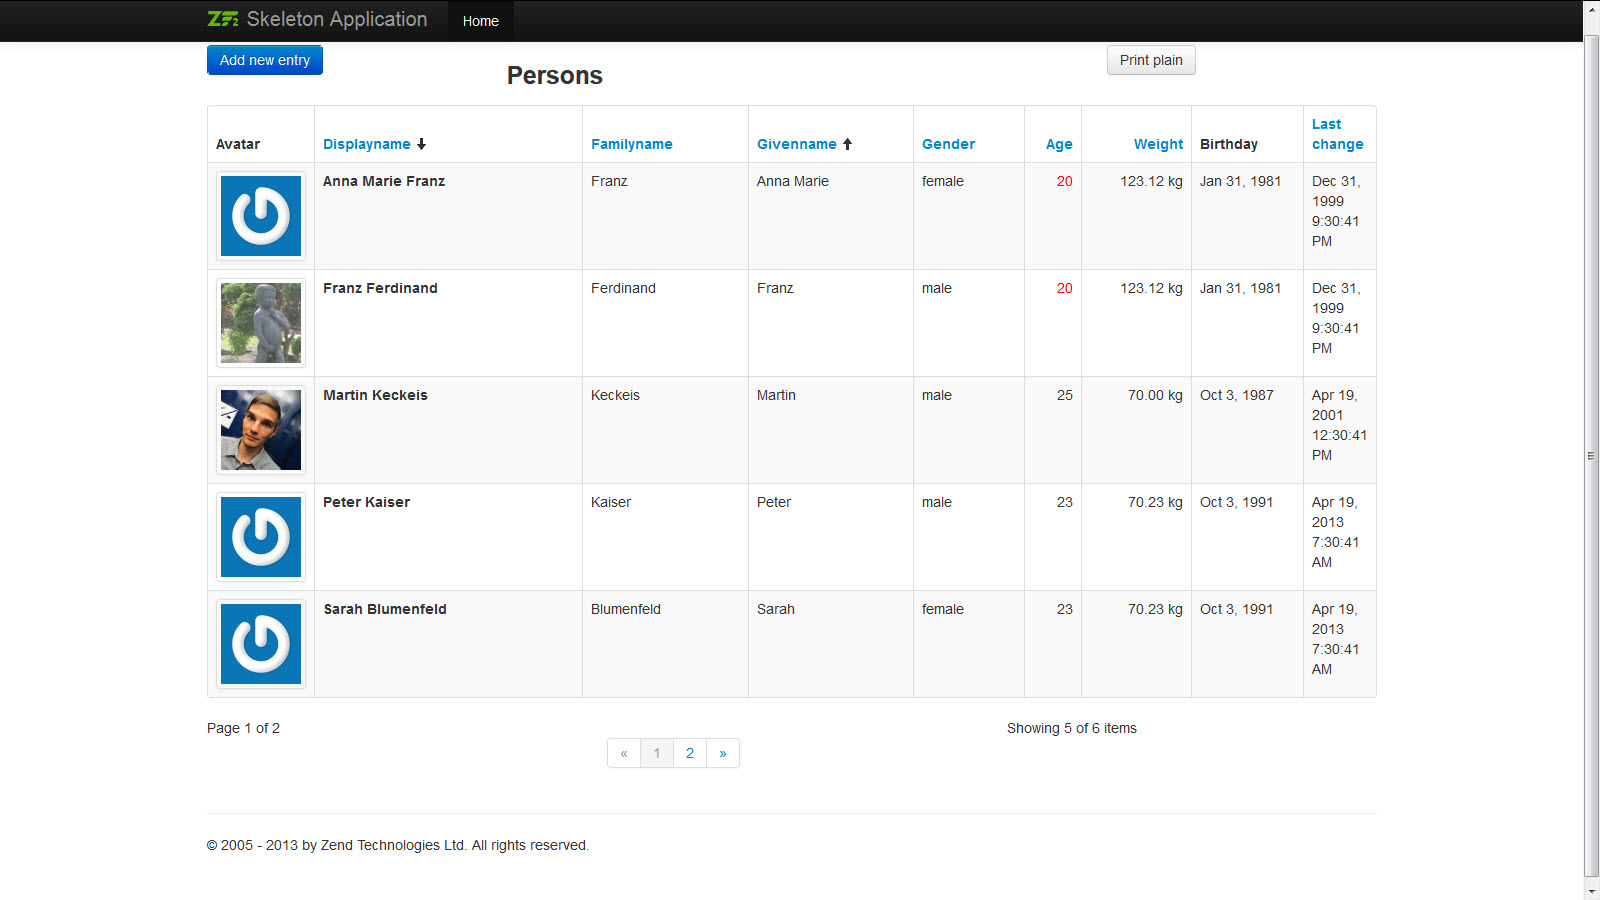 ZF2 Skeleton Application Home
Add new entry
Persons
Print plain
Avatar Displayname Familyname Givenname Gender Age Weight Birthday Last change
Anna Marie Franz Franz Anna Marie female 20 123.12 kg Jan 31, 1981 Dec 31, 1999 9:30:41 PM
Franz Ferdinand Ferdinand Franz male 20 123.12 kg Jan 31, 1981 Dec 31, 1999 9:30:41 PM
Martin Keckeis Keckeis Martin male 25 70.00 kg Oct 3, 1987 Apr 19, 2001 12:30:41 PM
Peter Kaiser Kaiser Peter male 23 70.23 kg Oct 3, 1991 Apr 19, 2013 7:30:41 AM
Sarah Blumenfeld Blumenfeld Sarah female 23 70.23 kg Oct 3, 1991 Apr 19, 2013 7:30:41 AM
Page 1 of 2
Showing 5 of 6 items
« 1 2 »
© 2005 - 2013 by Zend Technologies Ltd. All rights reserved.